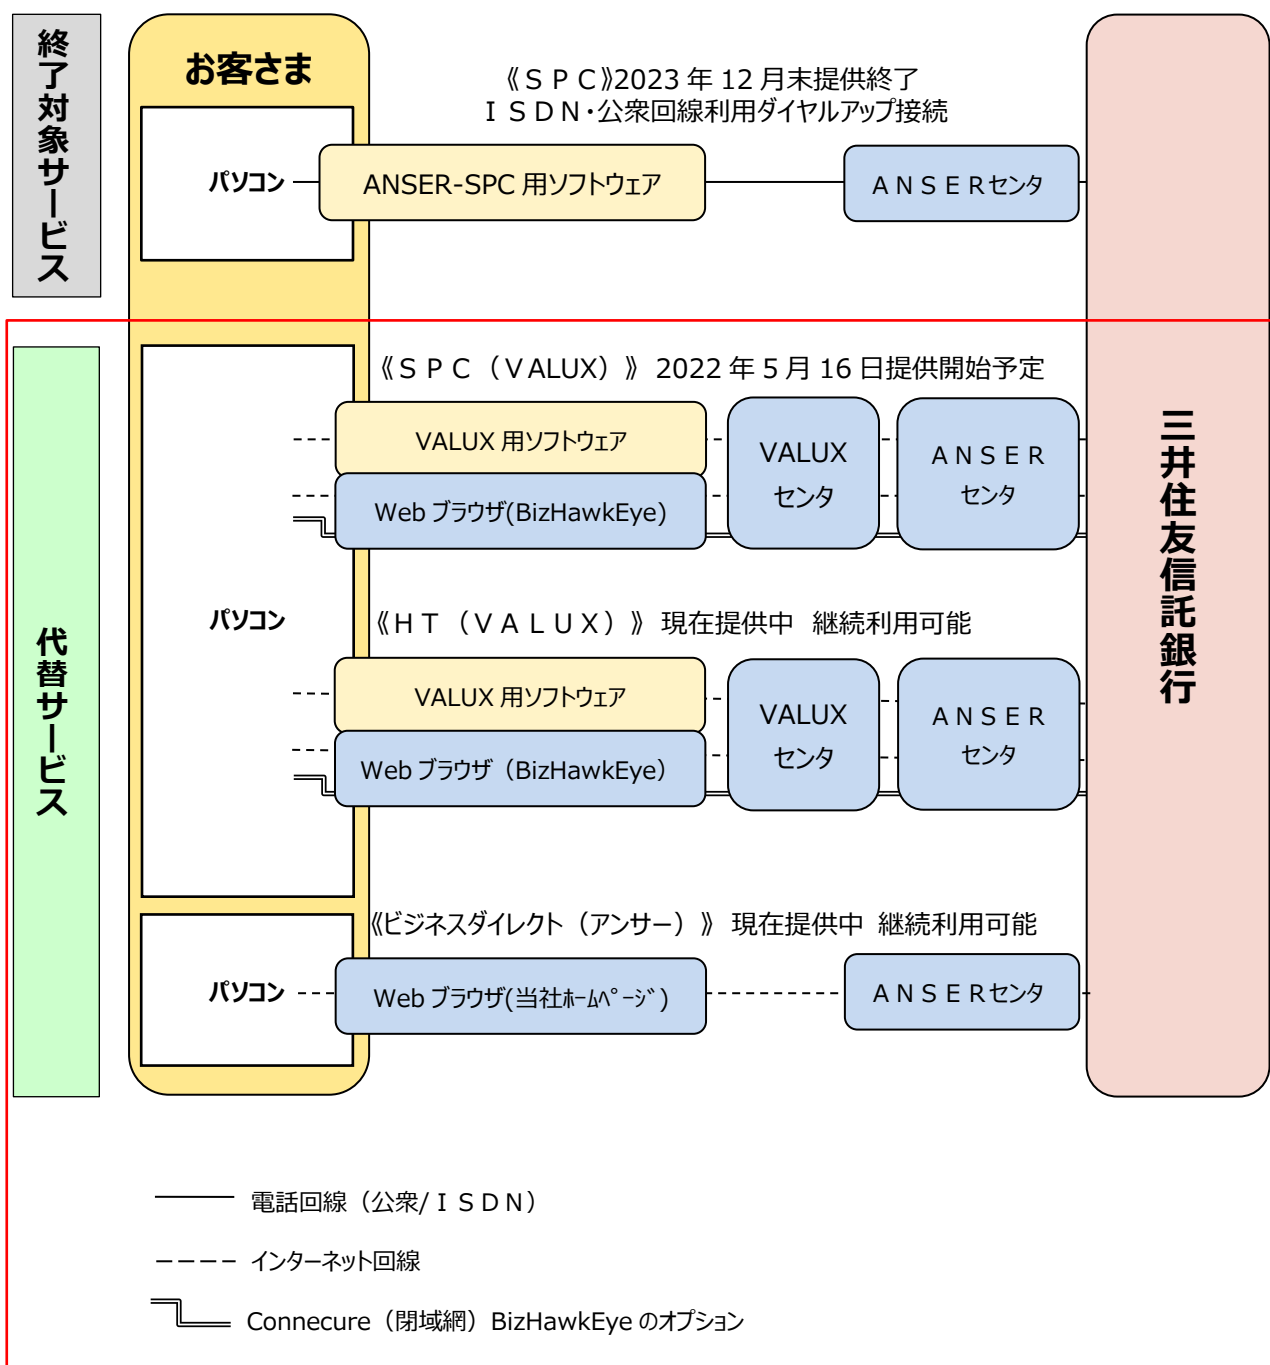 終了対象サービス
お客さま
《ＳＰＣ》2023 年 12 月末提供終了
ＩＳＤＮ・公衆回線利用ダイヤルアップ接続
パソコン
ANSER-SPC 用ソフトウェア
ＡＮＳＥＲセンタ
三井住友信託銀行
代替サービス
《ＳＰＣ（ＶALUX）》 2022 年 5 月 16 日提供開始予定
VALUX 用ソフトウェア
Web ブラウザ(BizHawkEye)
VALUX
センタ
ＡＮＳＥＲ
センタ
パソコン
《ＨＴ（ＶＡＬＵＸ）》 現在提供中 継続利用可能
VALUX 用ソフトウェア
Web ブラウザ（BizHawkEye）
VALUX
センタ
ＡＮＳＥＲ
センタ
《ビジネスダイレクト（アンサー）》 現在提供中 継続利用可能
パソコン
Web ブラウザ(当社ﾎｰﾑﾍﾟｰｼﾞ)
ＡＮＳＥＲセンタ
電話回線（公衆/ＩＳＤＮ）
インターネット回線
Connecure（閉域網）BizHawkEye のオプション